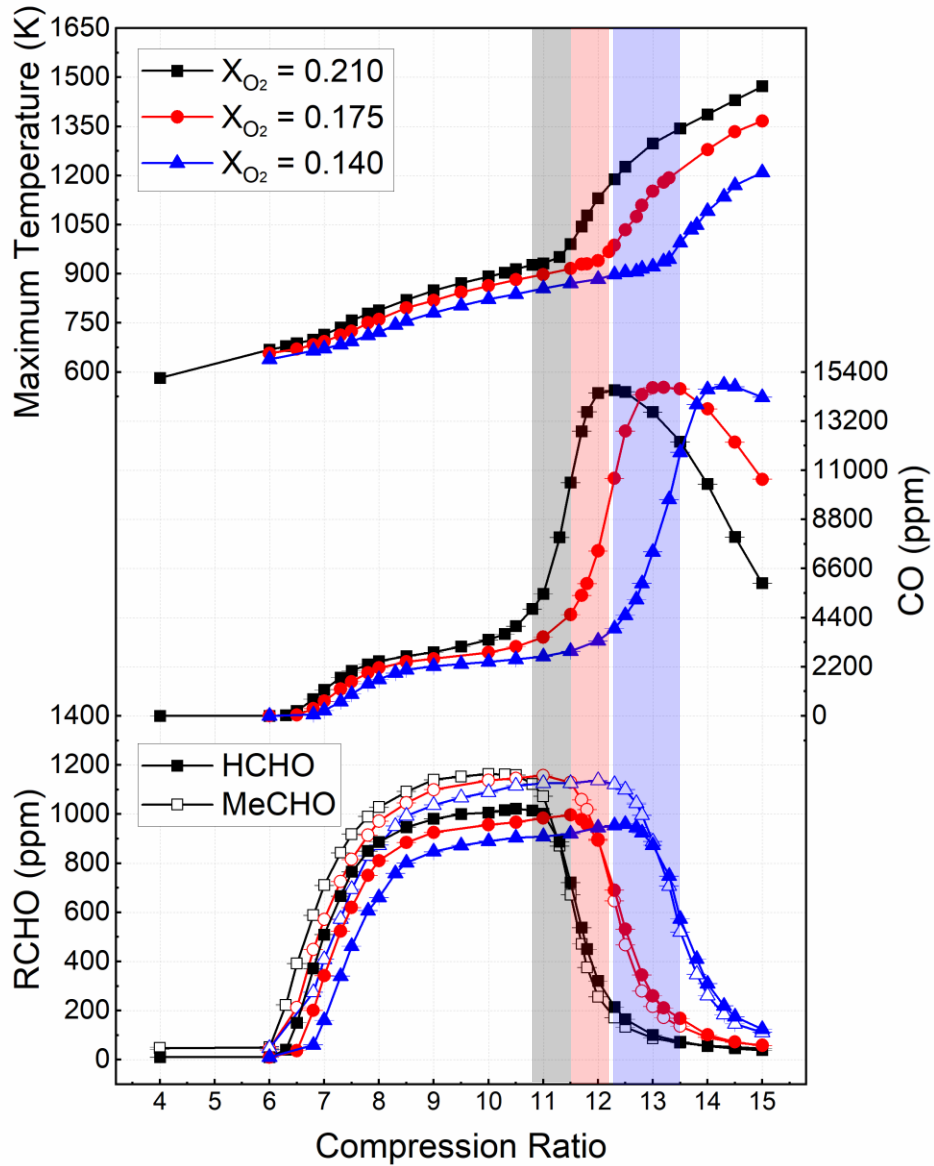 Maximum Temperature (K)
1650
1500
1350
1200
1050
900
750
600
X_O₂ = 0.210
X_O₂ = 0.175
X_O₂ = 0.140
15400
13200
11000
8800
6600
4400
2200
0
CO (ppm)
1400
1200
1000
800
600
400
200
0
RCHO (ppm)
HCHO
MeCHO
4 5 6 7 8 9 10 11 12 13 14 15
Compression Ratio